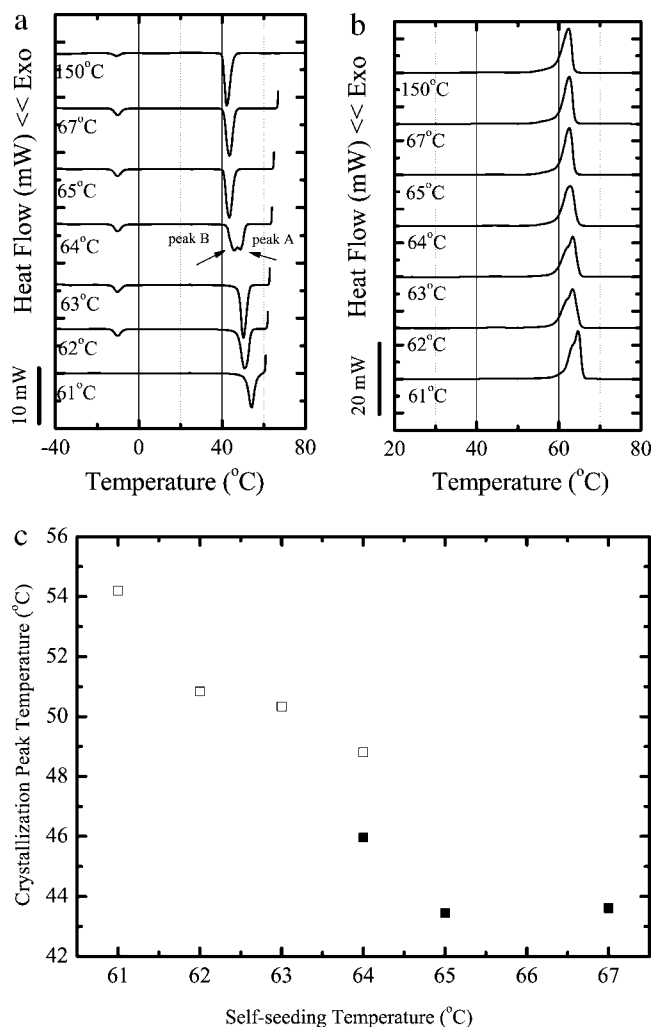 a
Heat Flow (mW) << Exo
150°C
67°C
65°C
64°C
peak B
peak A
63°C
62°C
61°C
10 mW
-40
0
40
80
Temperature (°C)
b
Heat Flow (mW) << Exo
150°C
67°C
65°C
64°C
63°C
62°C
61°C
20 mW
20
40
60
80
Temperature (°C)
c
Crystallization Peak Temperature (°C)
56
54
52
50
48
46
44
42
61
62
63
64
65
66
67
Self-seeding Temperature (°C)